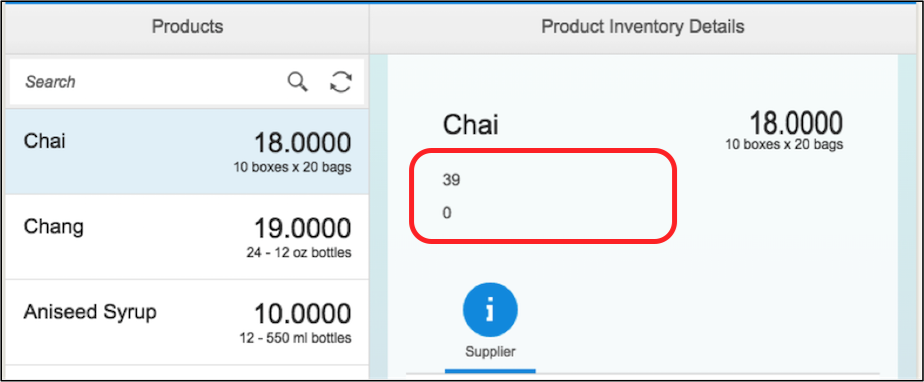 Products
Search
Chai
18.0000
10 boxes x 20 bags
Chang
19.0000
24 - 12 oz bottles
Aniseed Syrup
10.0000
12 - 550 ml bottles
Product Inventory Details
Chai
18.0000
10 boxes x 20 bags
39
0
i
Supplier